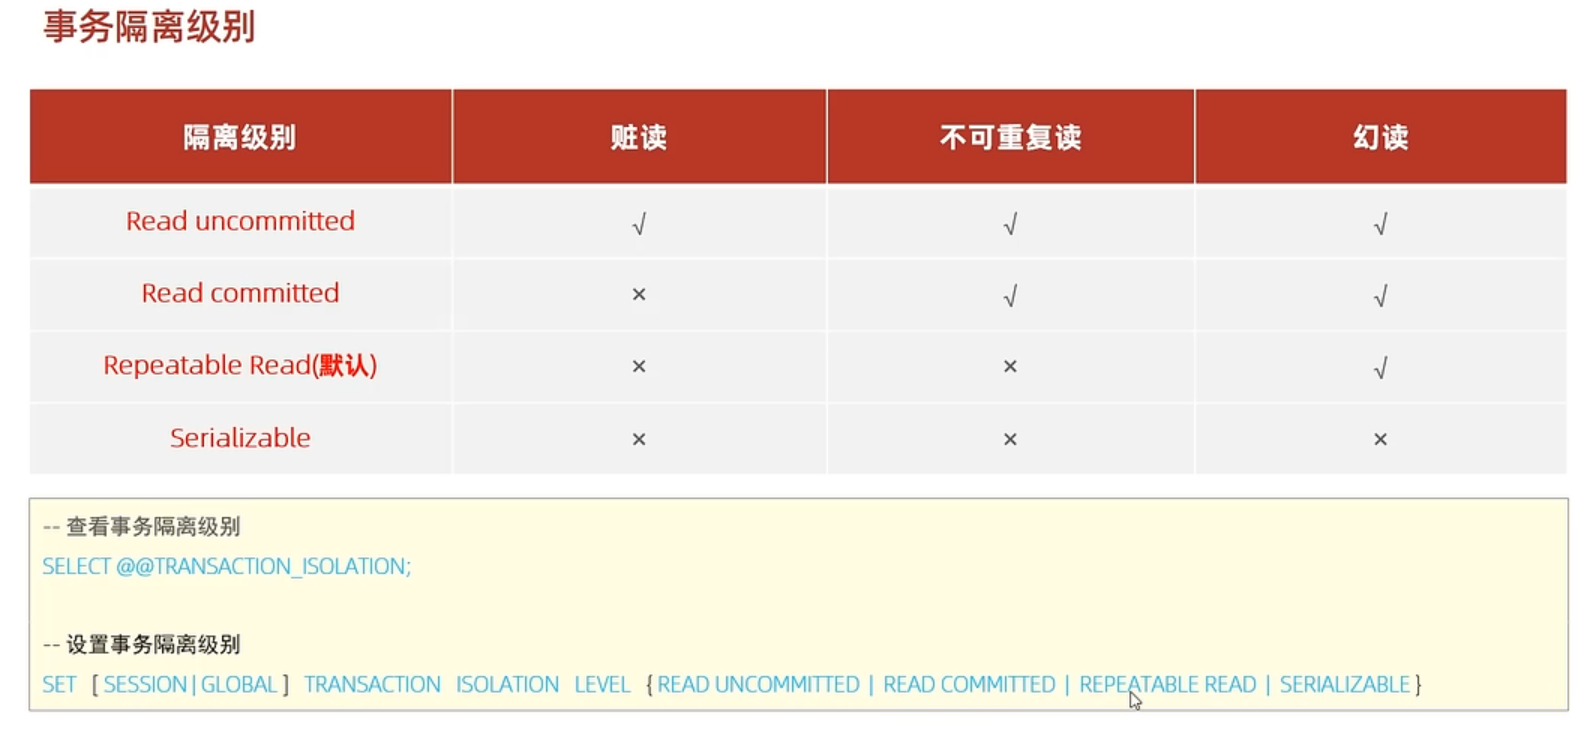 事务隔离级别
隔离级别 脏读 不可重复读 幻读
Read uncommitted √ √ √
Read committed × √ √
Repeatable Read(默认) × × √
Serializable × × ×
-- 查看事务隔离级别
SELECT @@TRANSACTION_ISOLATION;
-- 设置事务隔离级别
SET [ SESSION | GLOBAL ] TRANSACTION ISOLATION LEVEL { READ UNCOMMITTED | READ COMMITTED | REPEATABLE READ | SERIALIZABLE }